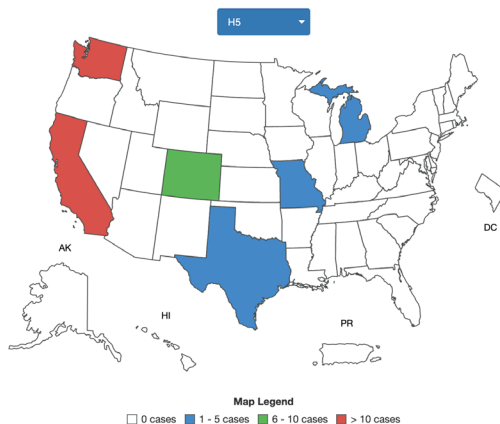 H5
AK
HI
PR
DC
Map Legend
0 cases 1 - 5 cases 6 - 10 cases > 10 cases